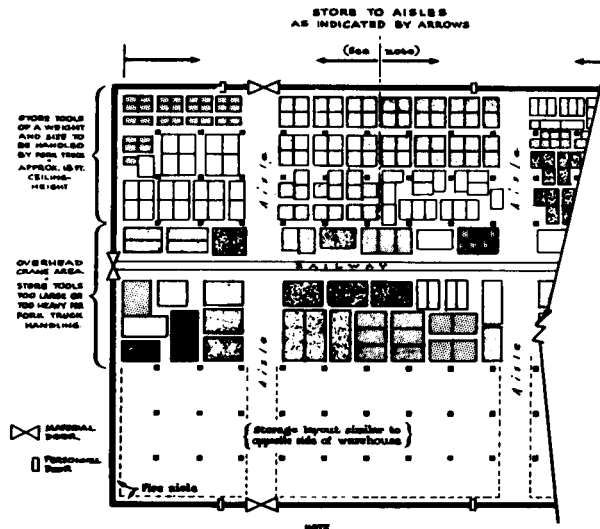 STORE TO AISLES
AS INDICATED BY ARROWS
(See note)
STORE TOOLS
OF A WEIGHT
AND SIZE TO
BE HANDLED
BY FORK TRUCK
APPROX. 18 FT.
CEILING
HEIGHT
Aisle
Aisle
RAILWAY
OVERHEAD
CRANE AREA
STORE TOOLS
TOO LARGE OR
TOO HEAVY FOR
FORK TRUCK
HANDLING.
Aisle
Aisle
Storage layout similar to
opposite side of warehouse
MATERIAL
DOOR
PERSONNEL
DOOR
Fire aisle
NOTE